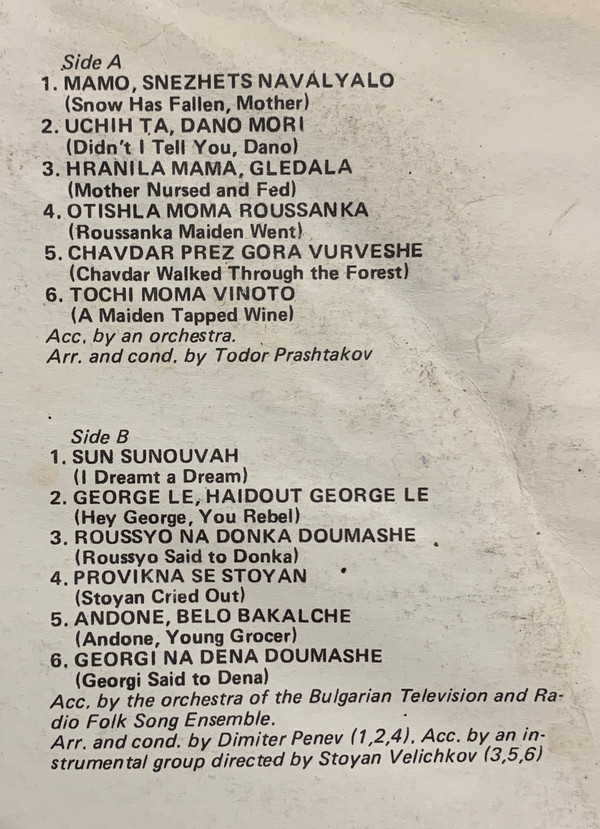 Side A
1. MAMO, SNEZHETS NAVALYALO
(Snow Has Fallen, Mother)
2. UCHIH TA, DANO MORI
(Didn't I Tell You, Dano)
3. HRANILA MAMA, GLEDALA
(Mother Nursed and Fed)
4. OTISHLA MOMA ROUSSANKA
(Roussanka Maiden Went)
5. CHAVDAR PREZ GORA VURVESHE
(Chavdar Walked Through the Forest)
6. TOCHI MOMA VINOTO
(A Maiden Tapped Wine)
Acc. by an orchestra.
Arr. and cond. by Todor Prashtakov
Side B
1. SUN SUNOUVAH
(I Dreamt a Dream)
2. GEORGE LE, HAIDOUT GEORGE LE
(Hey George, You Rebel)
3. ROUSSYO NA DONKA DOUMASHE
(Roussyo Said to Donka)
4. PROVIKNA SE STOYAN
(Stoyan Cried Out)
5. ANDONE, BELO BAKALCHE
(Andone, Young Grocer)
6. GEORGI NA DENA DOUMASHE
(Georgi Said to Dena)
Acc. by the orchestra of the Bulgarian Television and Ra-
dio Folk Song Ensemble.
Arr. and cond. by Dimiter Penev (1,2,4). Acc. by an in-
strumental group directed by Stoyan Velichkov (3,5,6)